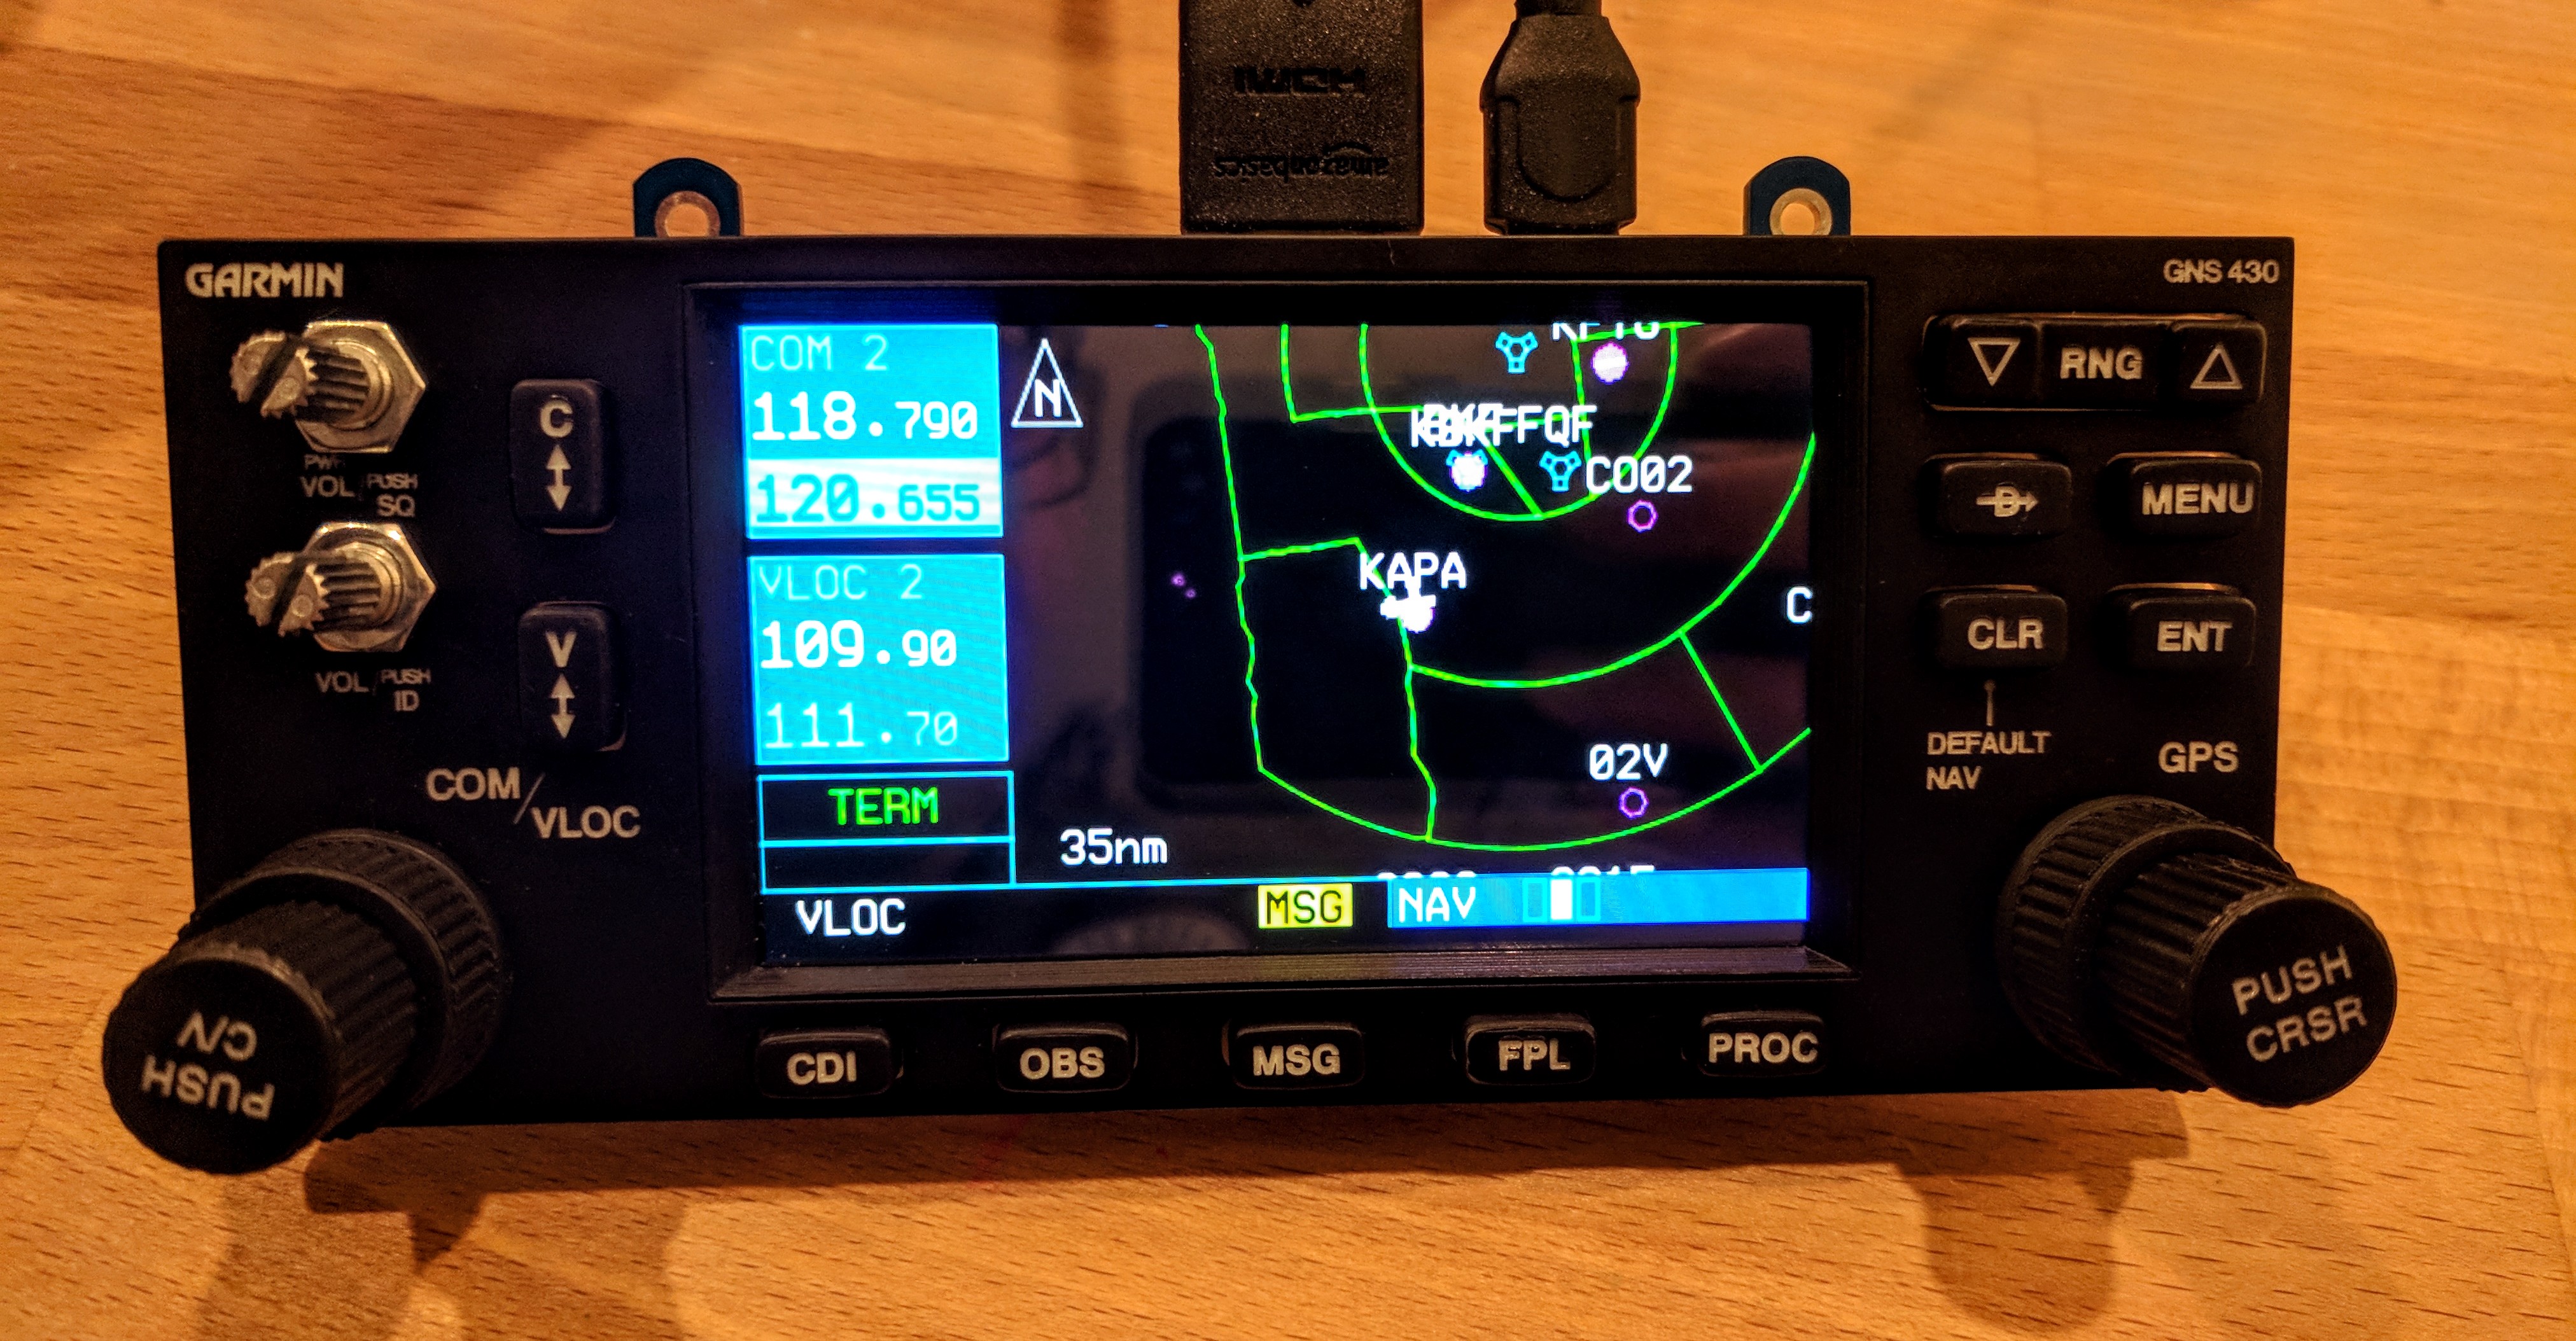 HDMI
amazonbasics
GARMIN
GNS 430
COM 2
118.790
120.655
VLOC 2
109.90
111.70
TERM
VLOC
N
CO02
KAPA
C
02V
35nm
MSG
NAV
PWR
VOL/PUSH
SQ
VOL/PUSH
ID
C
V
COM/VLOC
PUSH
C/V
RNG
D
MENU
CLR
ENT
DEFAULT
NAV
GPS
PUSH
CRSR
CDI
OBS
MSG
FPL
PROC